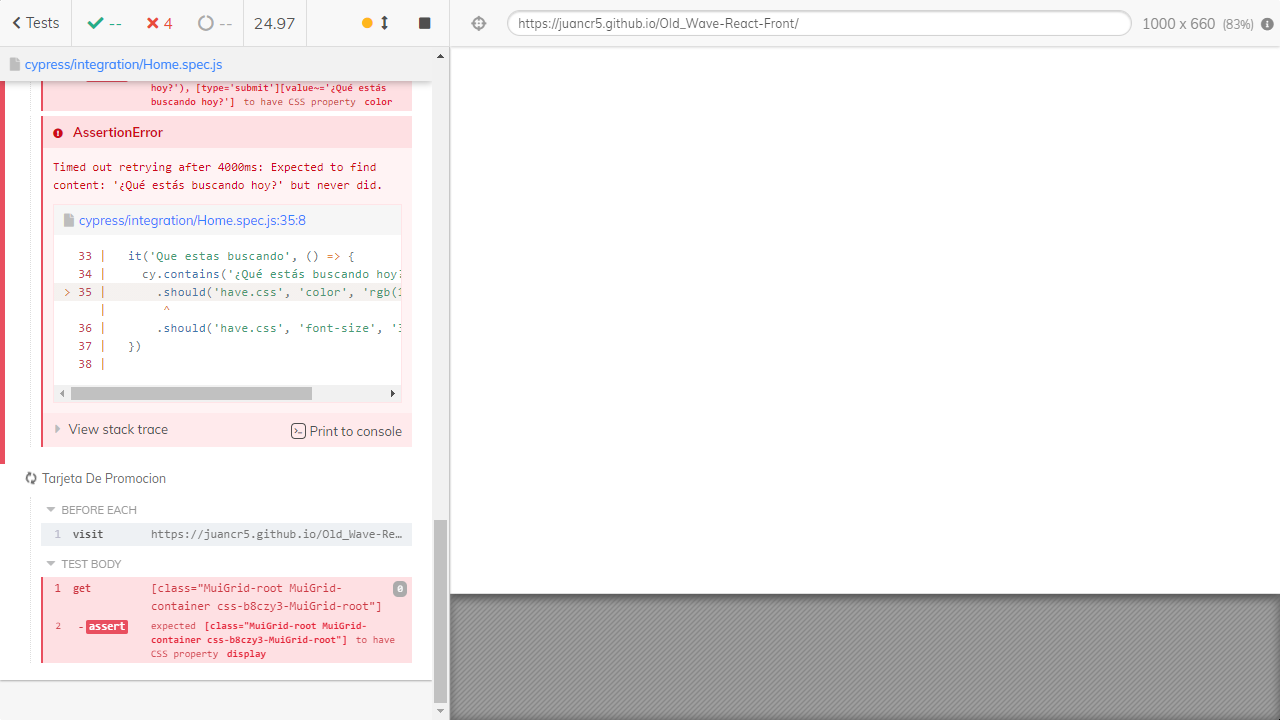 Tests
--
4
--
24.97
https://juancr5.github.io/Old_Wave-React-Front/
1000 x 660 (83%)
cypress/integration/Home.spec.js
hoy?'), [type='submit'][value~='¿Qué estás
buscando hoy?'] to have CSS property color
AssertionError
Timed out retrying after 4000ms: Expected to find
content: '¿Qué estás buscando hoy?' but never did.
cypress/integration/Home.spec.js:35:8
33 | it('Que estas buscando', () => {
34 | cy.contains('¿Qué estás buscando hoy?
> 35 | .should('have.css', 'color', 'rgb(1
| ^
36 | .should('have.css', 'font-size', '3
37 | })
38 |
View stack trace
Print to console
Tarjeta De Promocion
BEFORE EACH
1 visit https://juancr5.github.io/Old_Wave-Re…
TEST BODY
1 get [class="MuiGrid-root MuiGrid- 0
container css-b8czy3-MuiGrid-root"]
2 -assert expected [class="MuiGrid-root MuiGrid-
container css-b8czy3-MuiGrid-root"] to have
CSS property display